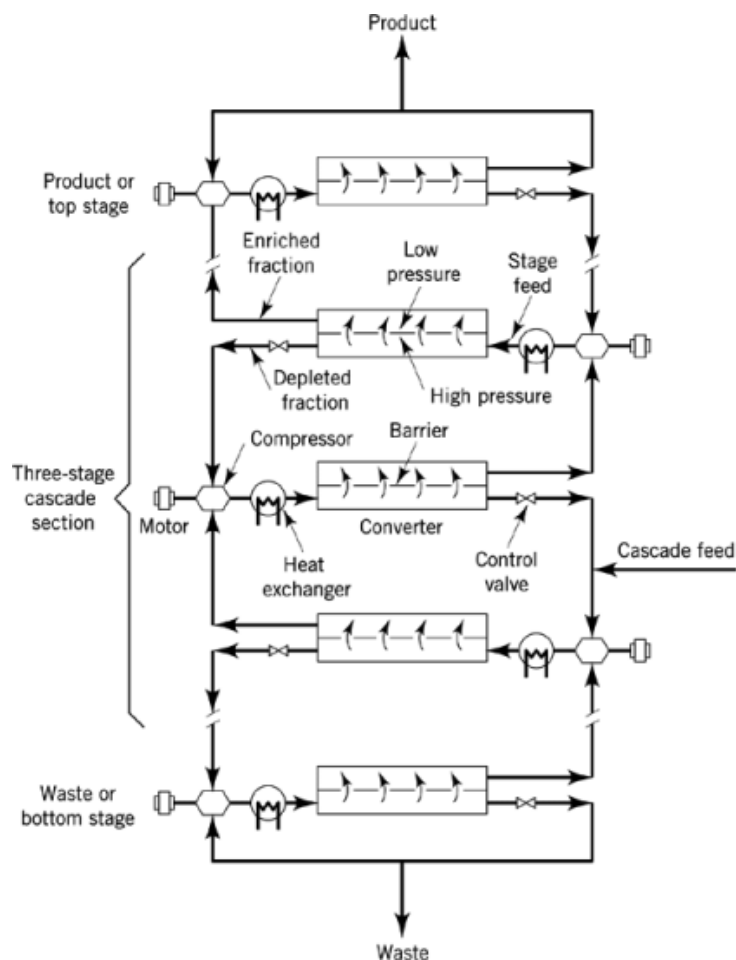 Product
Product or
top stage
Enriched
fraction
Low
pressure
Stage
feed
Depleted
fraction
High pressure
Compressor
Barrier
Three-stage
cascade
section
Motor
Converter
Heat
exchanger
Control
valve
Cascade feed
Waste or
bottom stage
Waste